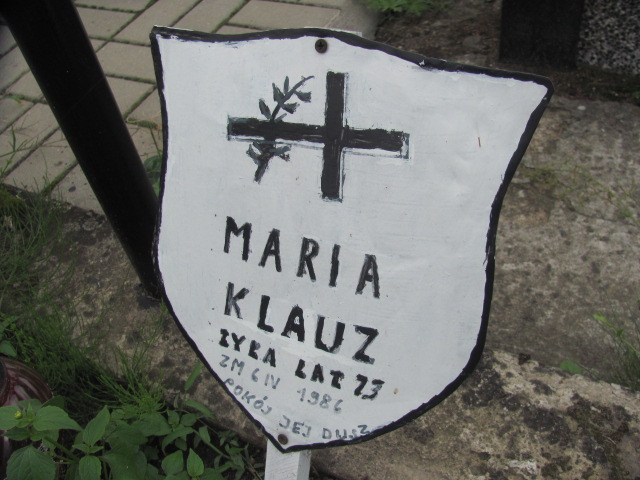 MARIA
KLAUZ
ŻYŁA LAT 73
ZM 6 IV 1986
POKÓJ JEJ DUSZ